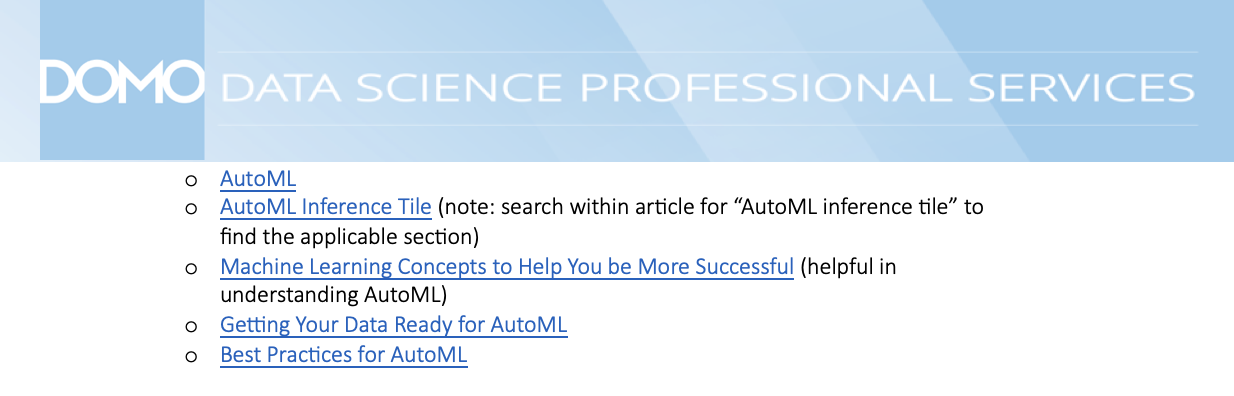 DOMO DATA SCIENCE PROFESSIONAL SERVICES
o AutoML
o AutoML Inference Tile (note: search within article for “AutoML inference tile” to
find the applicable section)
o Machine Learning Concepts to Help You be More Successful (helpful in
understanding AutoML)
o Getting Your Data Ready for AutoML
o Best Practices for AutoML